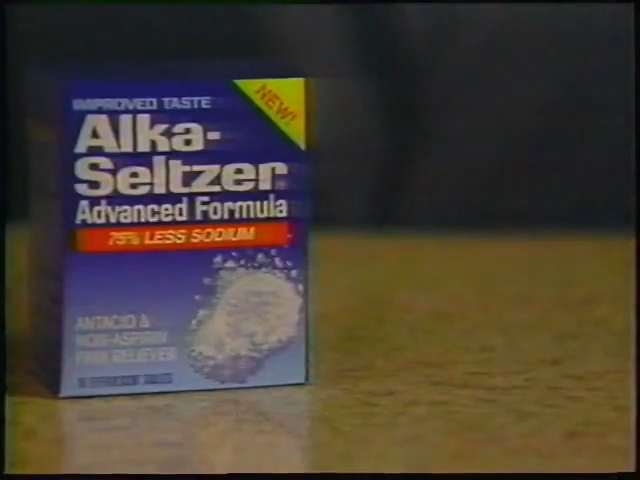 IMPROVED TASTE
NEW!
Alka-
Seltzer
Advanced Formula
75% LESS SODIUM
ANTACID &
NON-ASPIRIN
PAIN RELIEVER